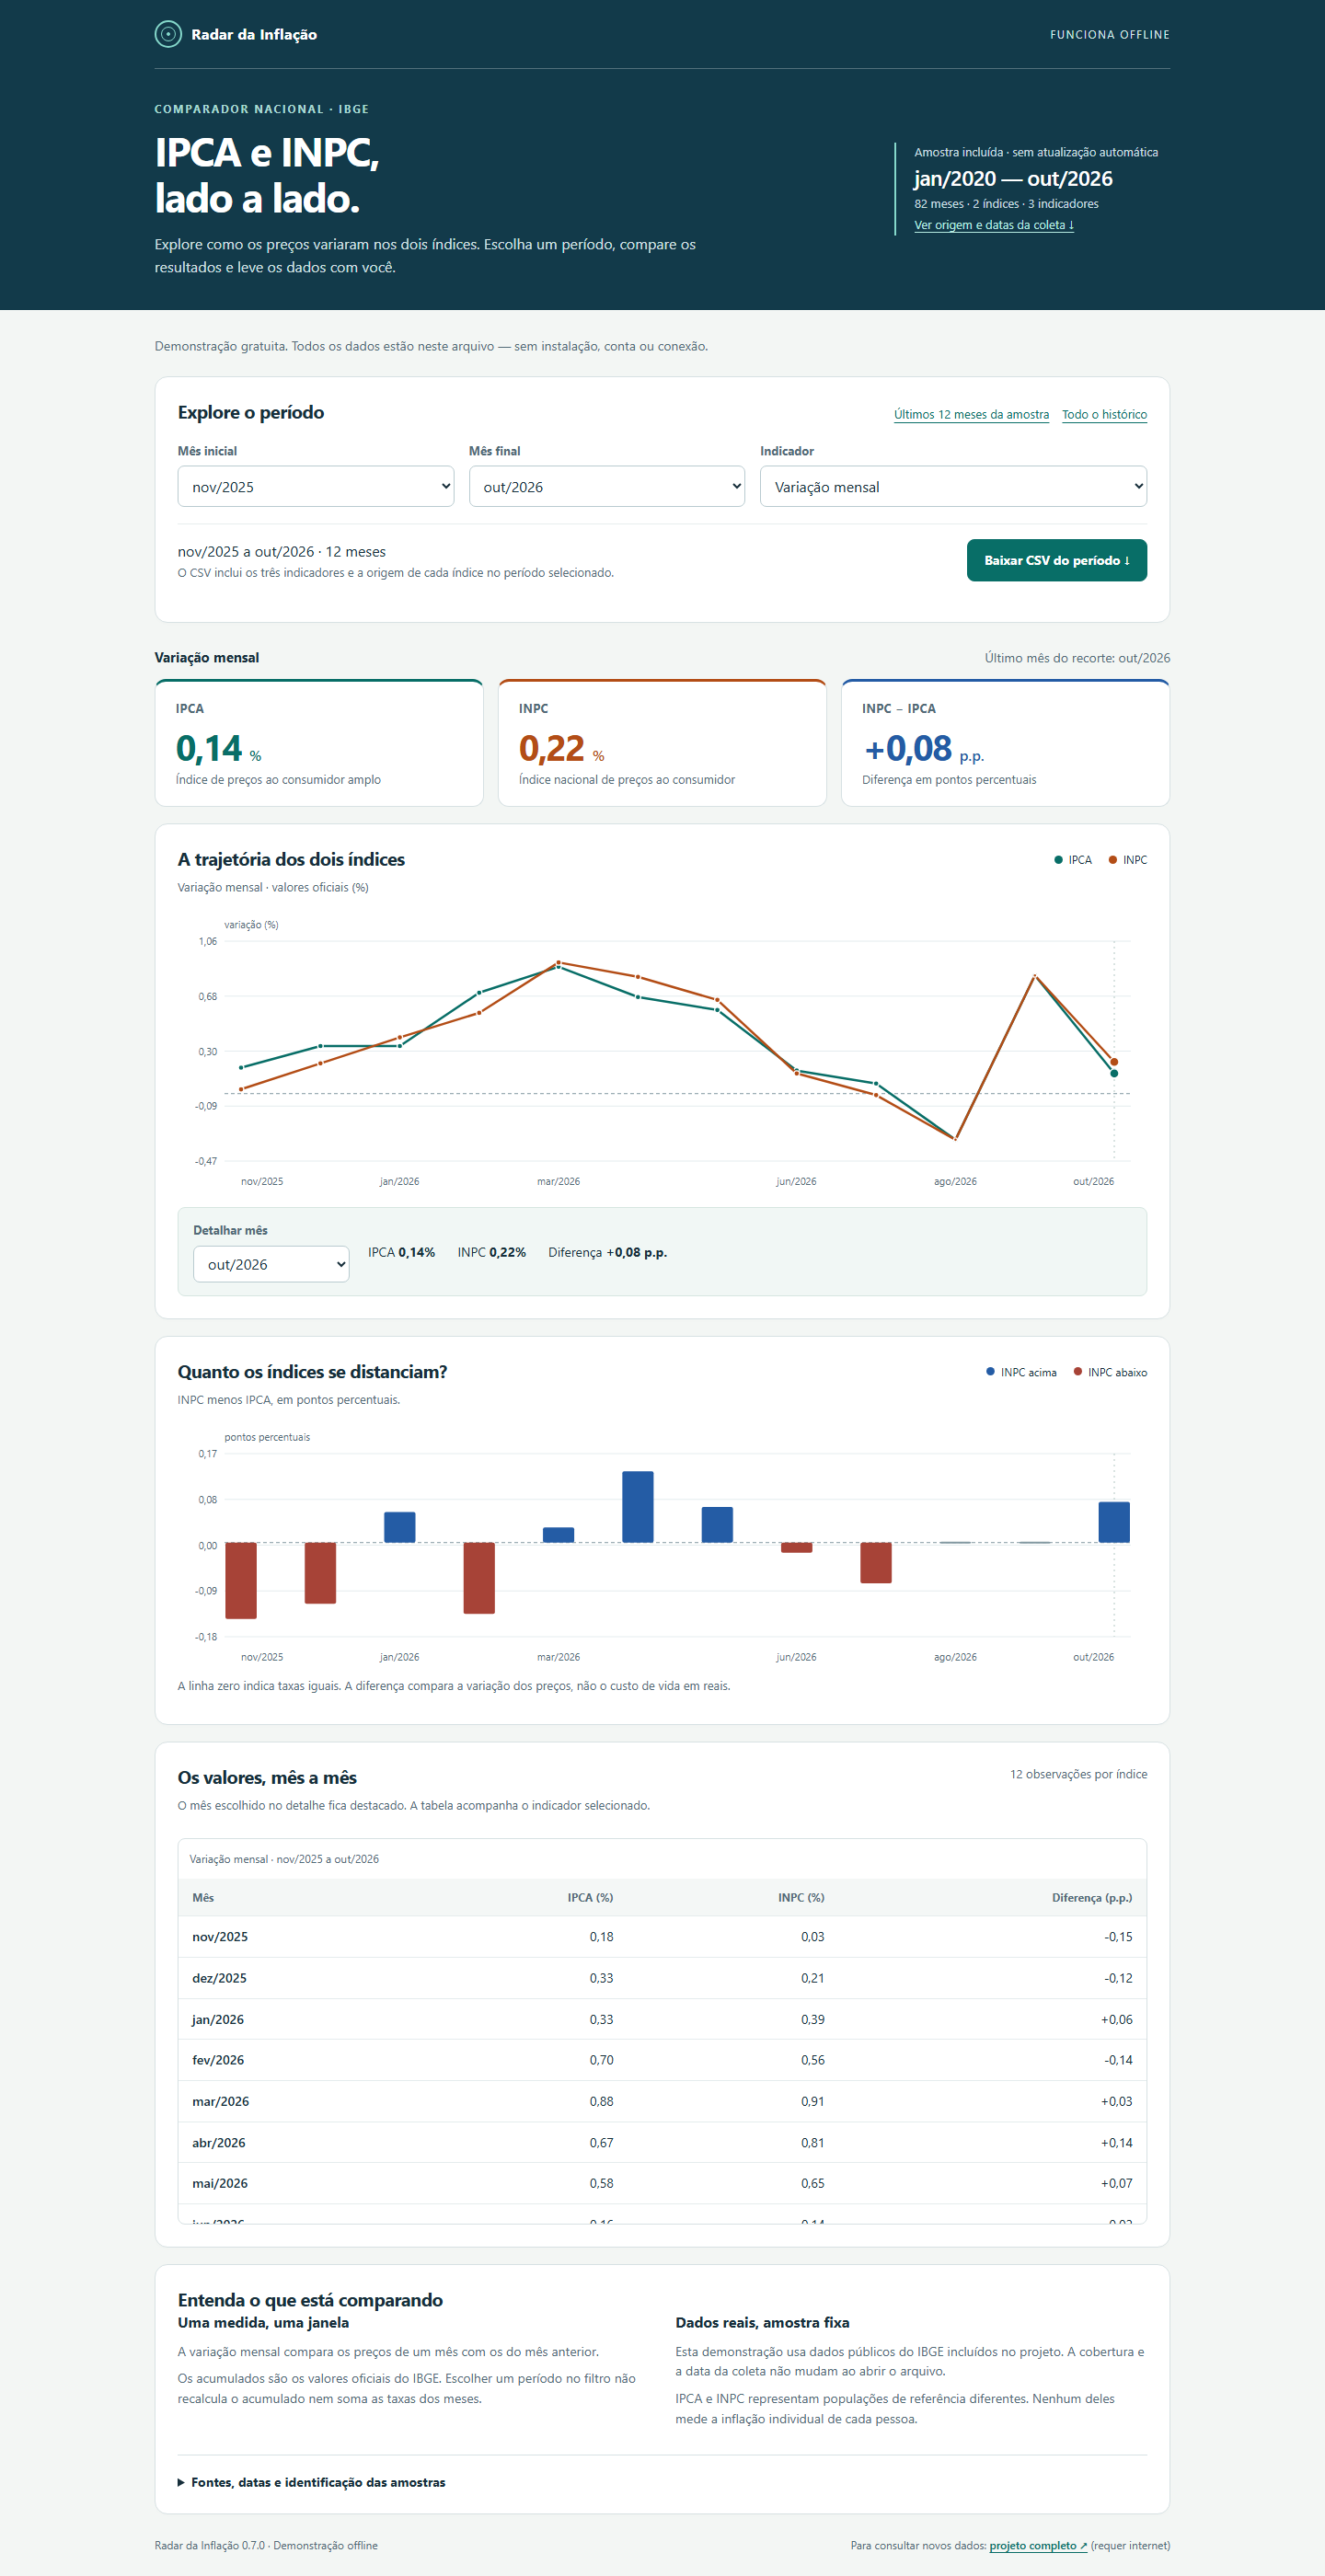 Radar da Inflação
FUNCIONA OFFLINE
COMPARADOR NACIONAL · IBGE
IPCA e INPC,
lado a lado.
Explore como os preços variaram nos dois índices. Escolha um período, compare os
resultados e leve os dados com você.
Amostra incluída · sem atualização automática
jan/2020 — out/2026
82 meses · 2 índices · 3 indicadores
Ver origem e datas da coleta ↓
Demonstração gratuita. Todos os dados estão neste arquivo — sem instalação, conta ou conexão.
Explore o período
Últimos 12 meses da amostra Todo o histórico
Mês inicial Mês final Indicador
nov/2025 out/2026 Variação mensal
nov/2025 a out/2026 · 12 meses
O CSV inclui os três indicadores e a origem de cada índice no período selecionado.
Baixar CSV do período ↓
Variação mensal
Último mês do recorte: out/2026
IPCA
0,14 %
Índice de preços ao consumidor amplo
INPC
0,22 %
Índice nacional de preços ao consumidor
INPC − IPCA
+0,08 p.p.
Diferença em pontos percentuais
A trajetória dos dois índices
IPCA INPC
Variação mensal · valores oficiais (%)
variação (%)
1,06
0,68
0,30
-0,09
-0,47
nov/2025 jan/2026 mar/2026 jun/2026 ago/2026 out/2026
Detalhar mês
out/2026
IPCA 0,14% INPC 0,22% Diferença +0,08 p.p.
Quanto os índices se distanciam?
INPC acima INPC abaixo
INPC menos IPCA, em pontos percentuais.
pontos percentuais
0,17
0,08
0,00
-0,09
-0,18
nov/2025 jan/2026 mar/2026 jun/2026 ago/2026 out/2026
A linha zero indica taxas iguais. A diferença compara a variação dos preços, não o custo de vida em reais.
Os valores, mês a mês
12 observações por índice
O mês escolhido no detalhe fica destacado. A tabela acompanha o indicador selecionado.
Variação mensal · nov/2025 a out/2026
Mês IPCA (%) INPC (%) Diferença (p.p.)
nov/2025 0,18 0,03 -0,15
dez/2025 0,33 0,21 -0,12
jan/2026 0,33 0,39 +0,06
fev/2026 0,70 0,56 -0,14
mar/2026 0,88 0,91 +0,03
abr/2026 0,67 0,81 +0,14
mai/2026 0,58 0,65 +0,07
Entenda o que está comparando
Uma medida, uma janela
A variação mensal compara os preços de um mês com os do mês anterior.
Os acumulados são os valores oficiais do IBGE. Escolher um período no filtro não
recalcula o acumulado nem soma as taxas dos meses.
Dados reais, amostra fixa
Esta demonstração usa dados públicos do IBGE incluídos no projeto. A cobertura e
a data da coleta não mudam ao abrir o arquivo.
IPCA e INPC representam populações de referência diferentes. Nenhum deles
mede a inflação individual de cada pessoa.
Fontes, datas e identificação das amostras
Radar da Inflação 0.7.0 · Demonstração offline
Para consultar novos dados: projeto completo ↗ (requer internet)